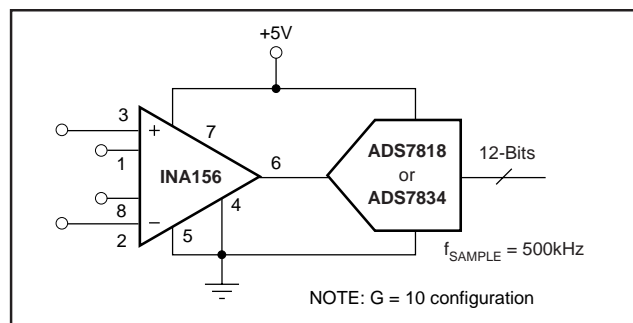 +5V
3
+
7
1
INA156
6
ADS7818
or
ADS7834
12-Bits
8
4
–
5
2
fSAMPLE = 500kHz
NOTE: G = 10 configuration